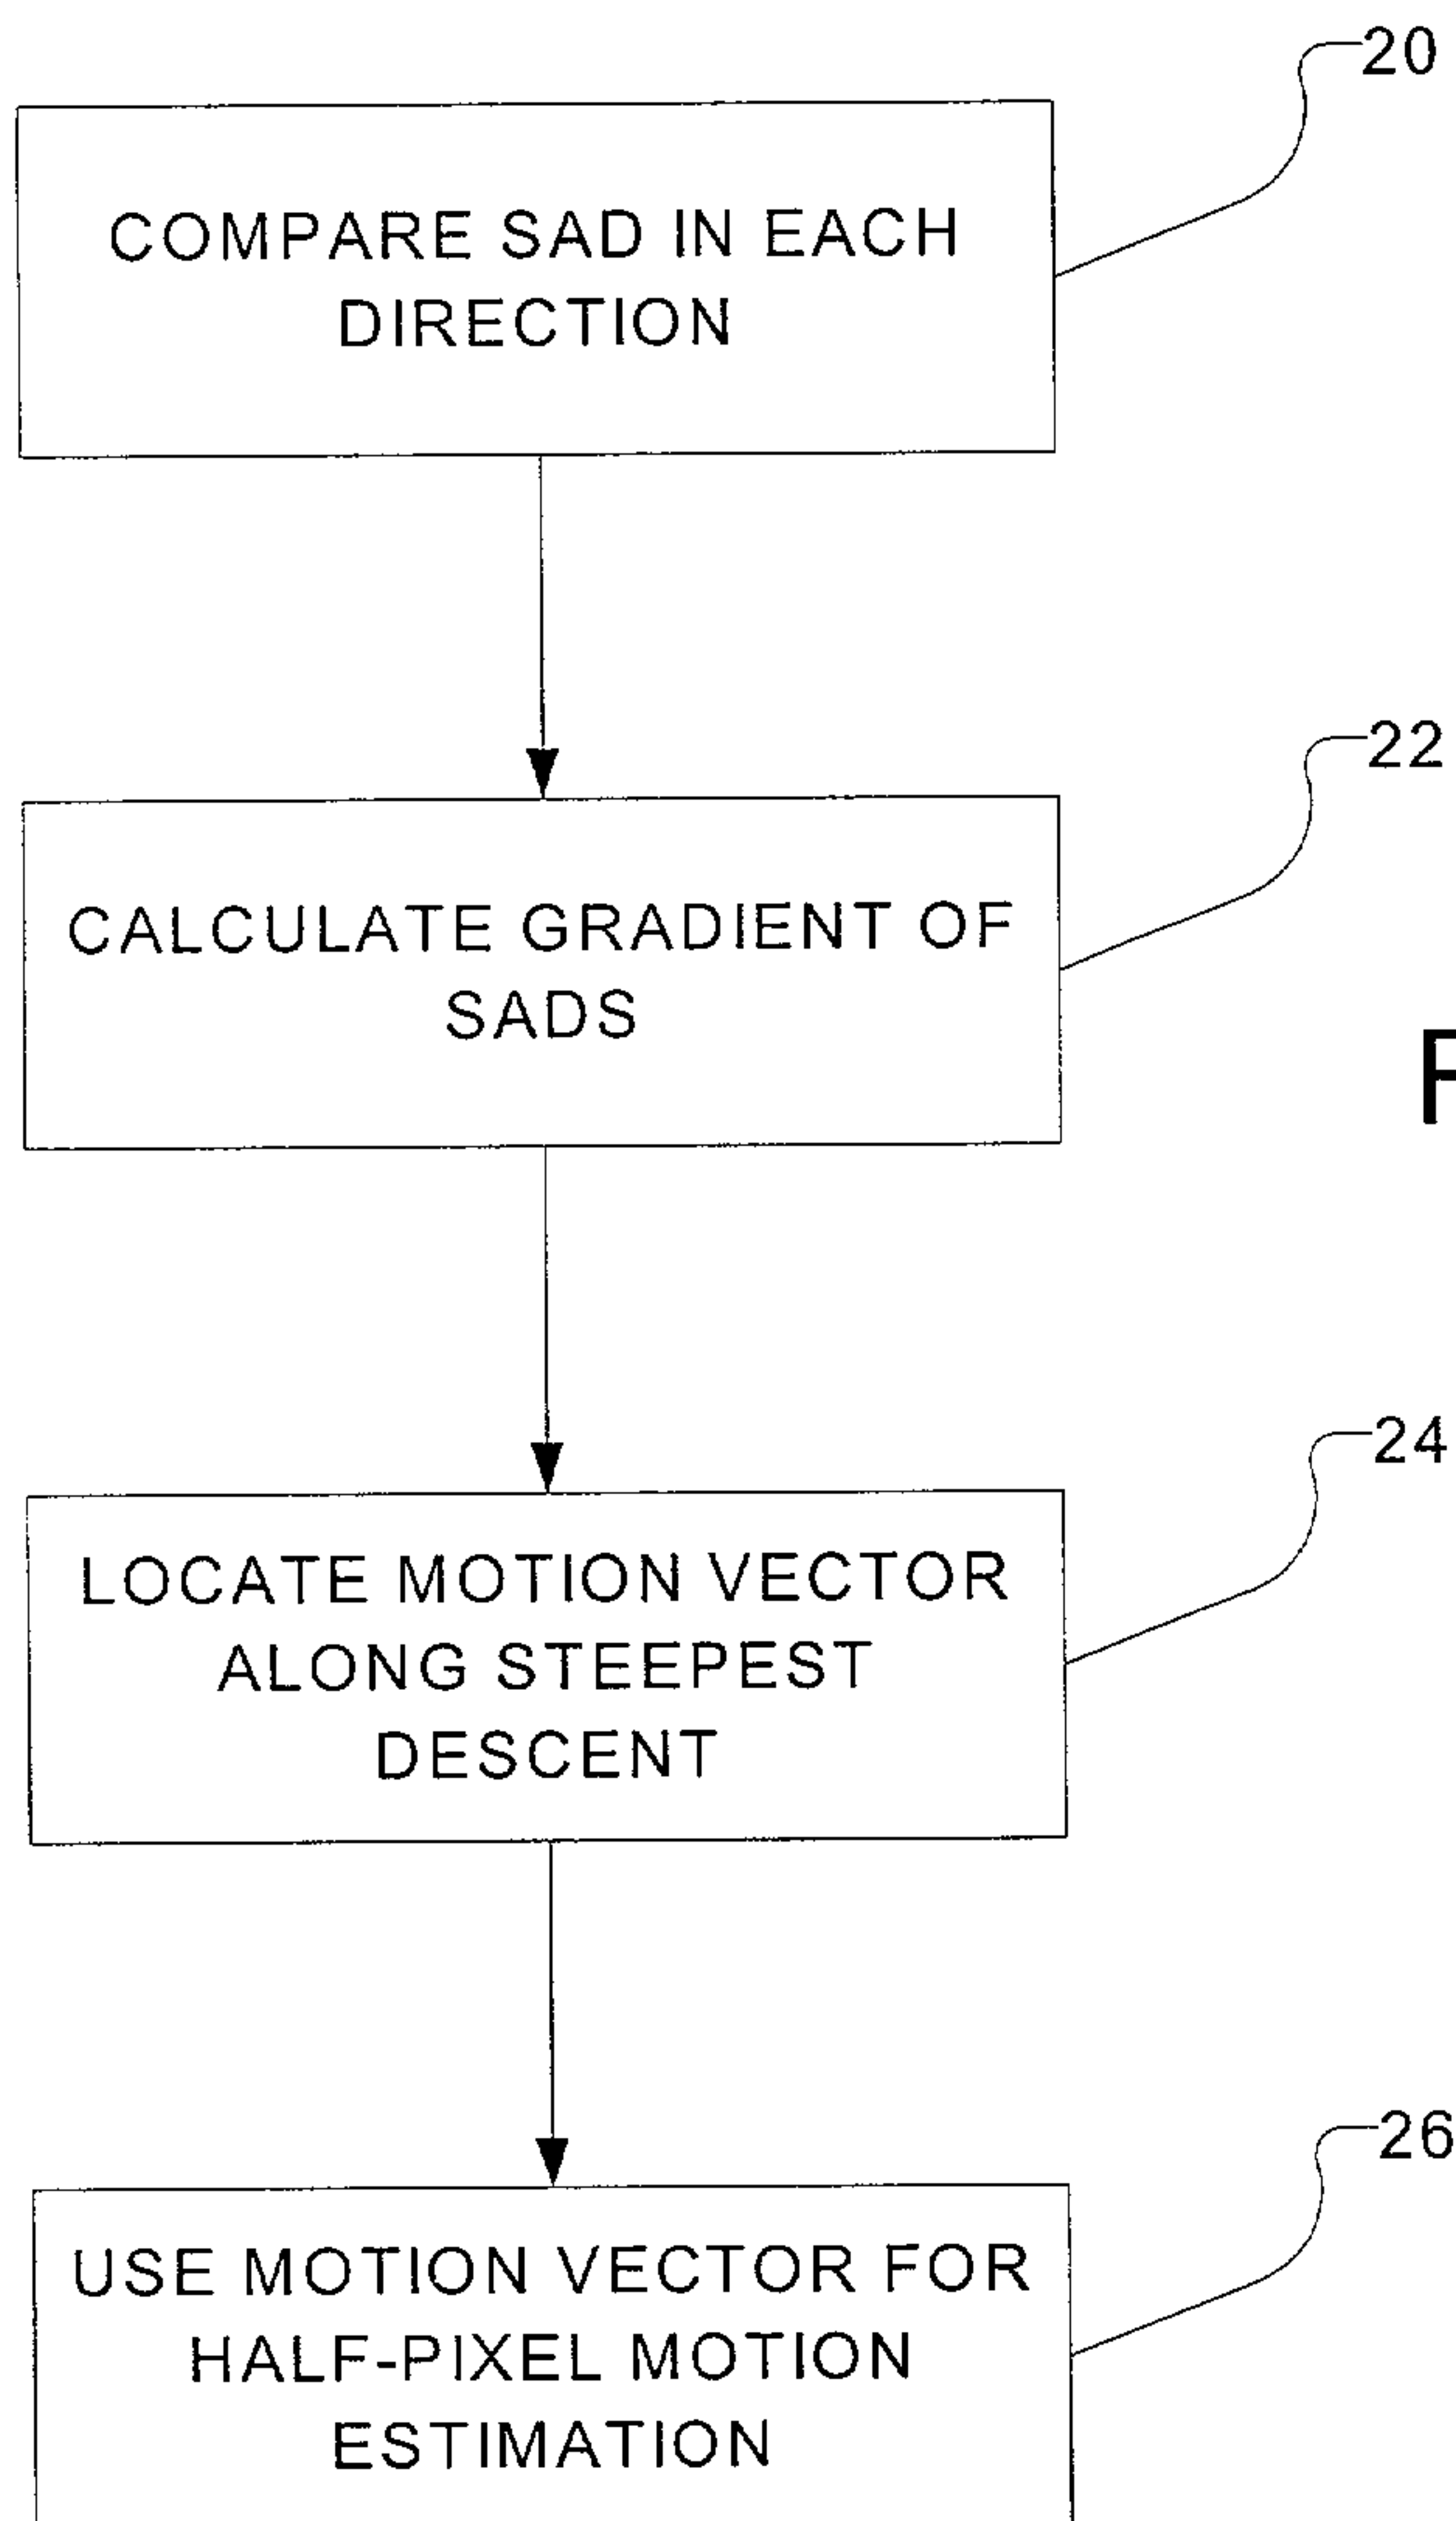 20
COMPARE SAD IN EACH
DIRECTION
22
CALCULATE GRADIENT OF
SADS
24
LOCATE MOTION VECTOR
ALONG STEEPEST
DESCENT
26
USE MOTION VECTOR FOR
HALF-PIXEL MOTION
ESTIMATION